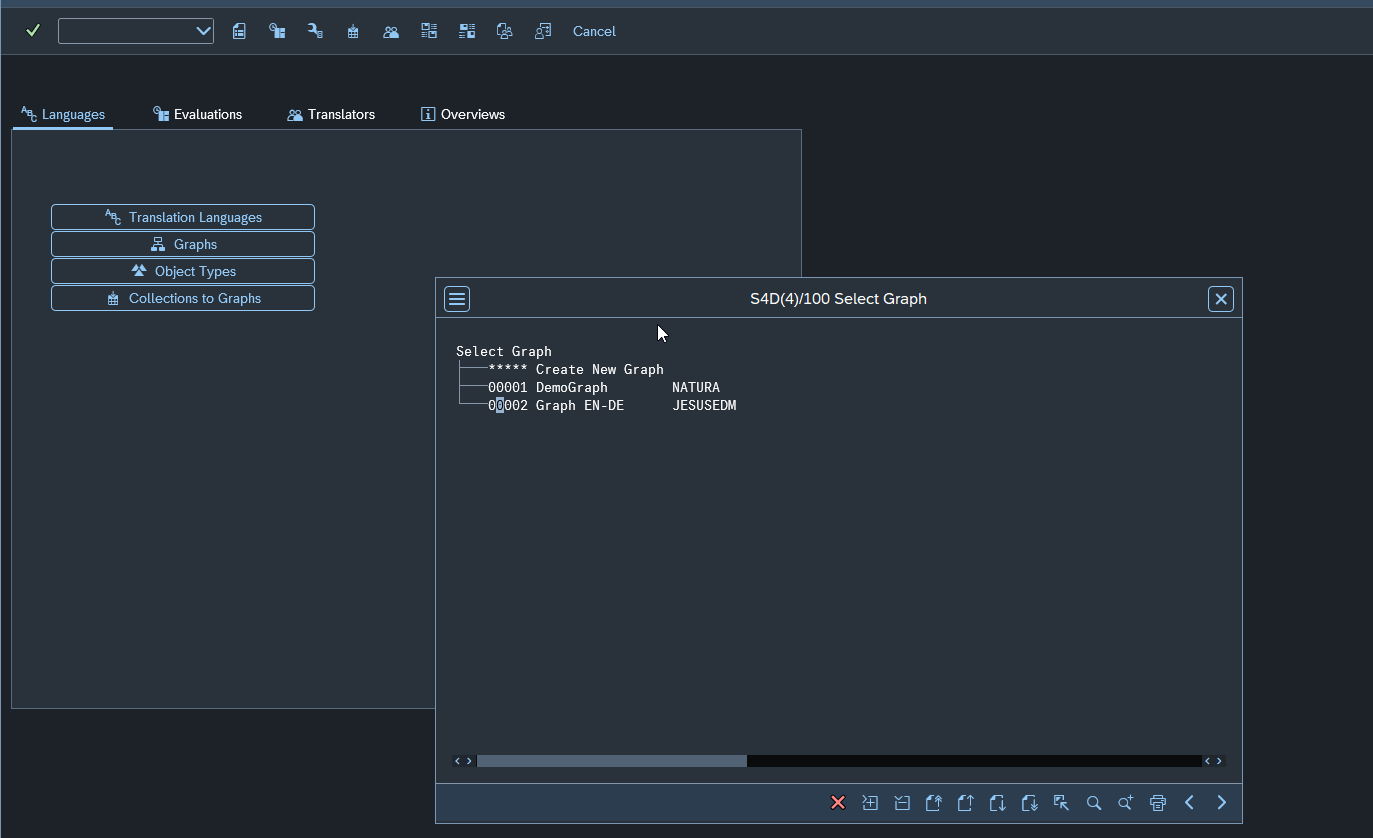 Cancel
Languages
Evaluations
Translators
Overviews
Translation Languages
Graphs
Object Types
Collections to Graphs
S4D(4)/100 Select Graph
Select Graph
***** Create New Graph
00001 DemoGraph NATURA
00002 Graph EN-DE JESUSEDM